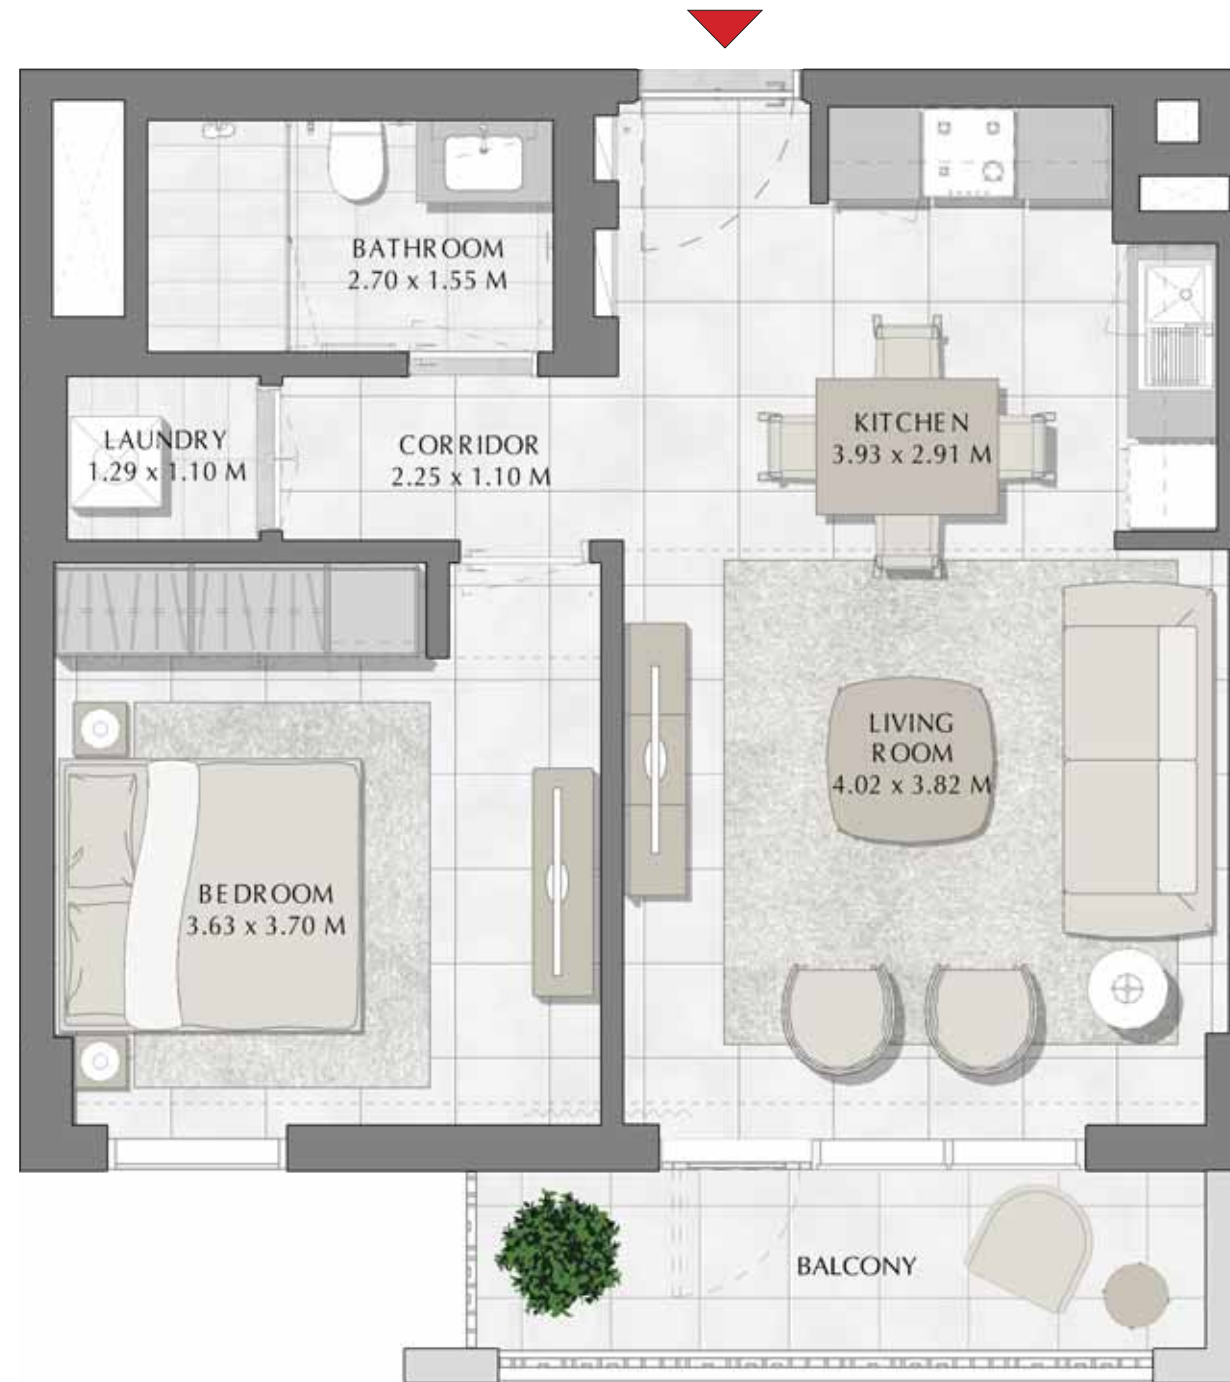 BATHROOM
2.70 x 1.55 M
KITCHEN
3.93 x 2.91 M
LAUNDRY
1.29 x 1.10 M
CORRIDOR
2.25 x 1.10 M
LIVING
ROOM
4.02 x 3.82 M
BEDROOM
3.63 x 3.70 M
BALCONY